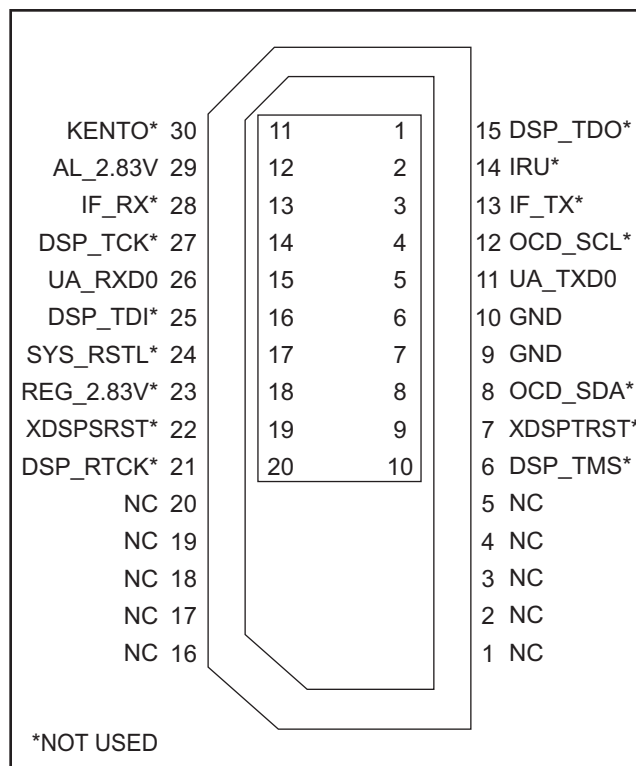 KENTO* 30 11 1 15 DSP_TDO*
AL_2.83V 29 12 2 14 IRU*
IF_RX* 28 13 3 13 IF_TX*
DSP_TCK* 27 14 4 12 OCD_SCL*
UA_RXD0 26 15 5 11 UA_TXD0
DSP_TDI* 25 16 6 10 GND
SYS_RSTL* 24 17 7 9 GND
REG_2.83V* 23 18 8 8 OCD_SDA*
XDSPSRST* 22 19 9 7 XDSPTRST*
DSP_RTCK* 21 20 10 6 DSP_TMS*
NC 20 5 NC
NC 19 4 NC
NC 18 3 NC
NC 17 2 NC
NC 16 1 NC
*NOT USED